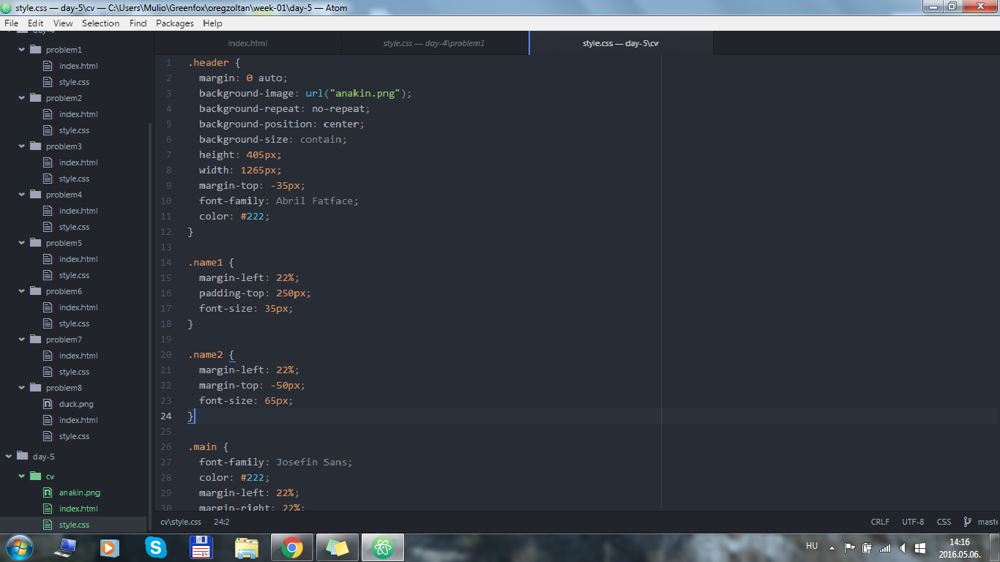 style.css — day-5\cv — C:\Users\Mulio\Greenfox\oregzoltan\week-01\day-5 — Atom
File Edit View Selection Find Packages Help
day-4
problem1
index.html
style.css
problem2
index.html
style.css
problem3
index.html
style.css
problem4
index.html
style.css
problem5
index.html
style.css
problem6
index.html
style.css
problem7
index.html
style.css
problem8
duck.png
index.html
style.css
day-5
cv
anakin.png
index.html
style.css
index.html style.css — day-4\problem1 style.css — day-5\cv
1 .header {
2 margin: 0 auto;
3 background-image: url("anakin.png");
4 background-repeat: no-repeat;
5 background-position: center;
6 background-size: contain;
7 height: 405px;
8 width: 1265px;
9 margin-top: -35px;
10 font-family: Abril Fatface;
11 color: #222;
12 }
13
14 .name1 {
15 margin-left: 22%;
16 padding-top: 250px;
17 font-size: 35px;
18 }
19
20 .name2 {
21 margin-left: 22%;
22 margin-top: -50px;
23 font-size: 65px;
24 }
25
26 .main {
27 font-family: Josefin Sans;
28 color: #222;
29 margin-left: 22%;
30 margin-right: 22%;
cv\style.css 24:2 CRLF UTF-8 CSS maste
64
HU
14:16
2016.05.06.